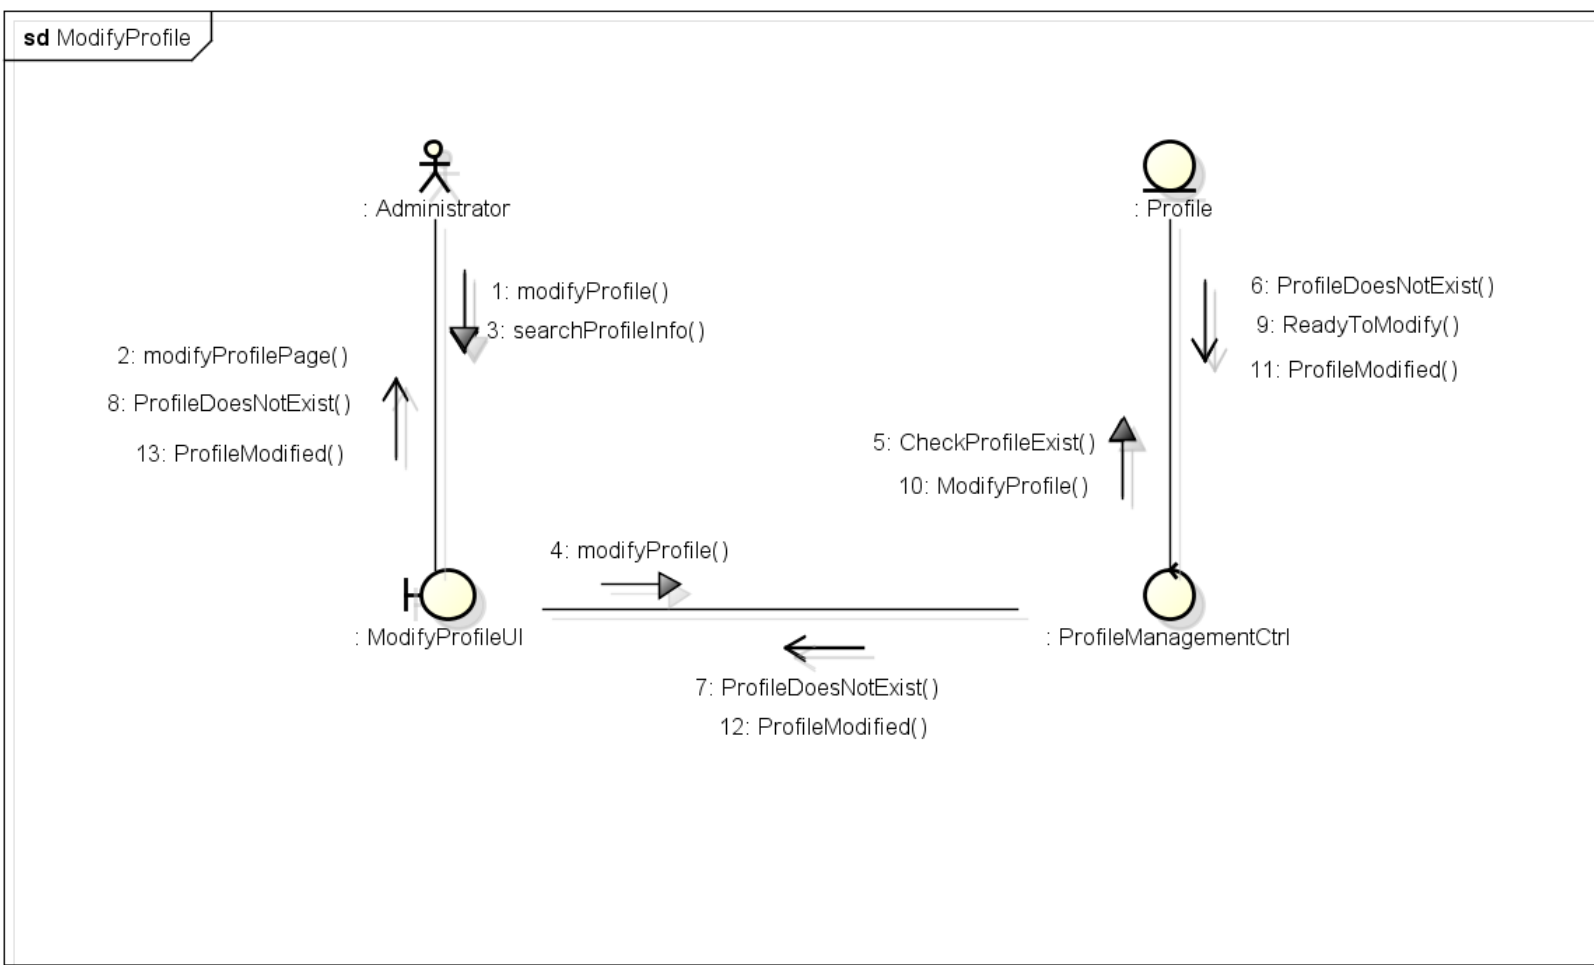 sd ModifyProfile
: Administrator
: Profile
1: modifyProfile()
3: searchProfileInfo()
2: modifyProfilePage()
8: ProfileDoesNotExist()
13: ProfileModified()
6: ProfileDoesNotExist()
9: ReadyToModify()
11: ProfileModified()
5: CheckProfileExist()
10: ModifyProfile()
4: modifyProfile()
: ModifyProfileUI
: ProfileManagementCtrl
7: ProfileDoesNotExist()
12: ProfileModified()